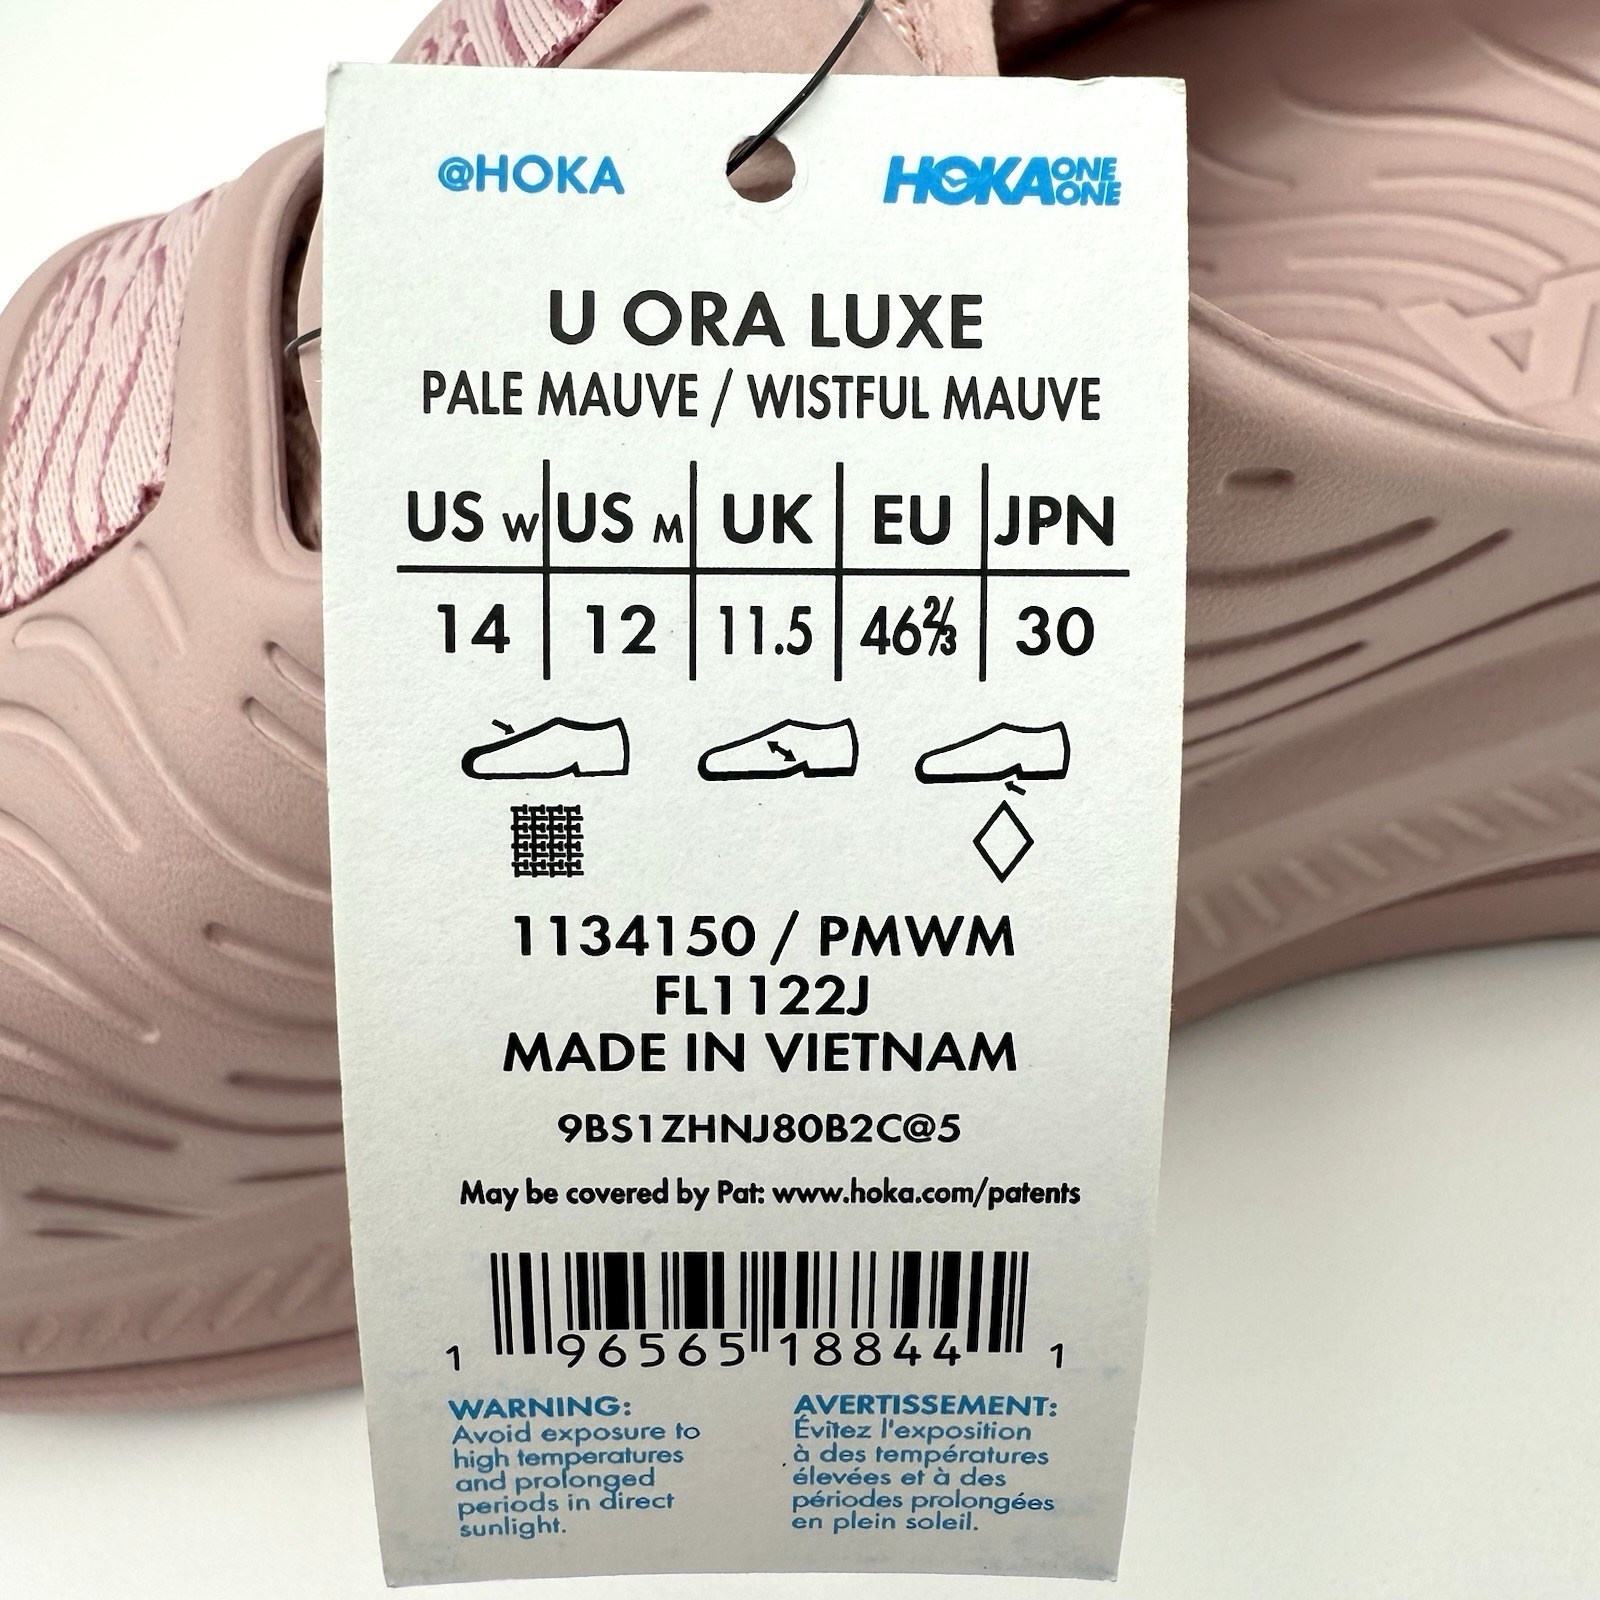 @HOKA HOKA ONE ONE
U ORA LUXE
PALE MAUVE / WISTFUL MAUVE
US W US M UK EU JPN
14 12 11.5 46⅔ 30
1134150 / PMWM
FL1122J
MADE IN VIETNAM
9BS1ZHNJ80B2C@5
May be covered by Pat: www.hoka.com/patents
1 96565 18844 1
WARNING:
Avoid exposure to
high temperatures
and prolonged
periods in direct
sunlight.
AVERTISSEMENT:
Évitez l'exposition
à des températures
élevées et à des
périodes prolongées
en plein soleil.